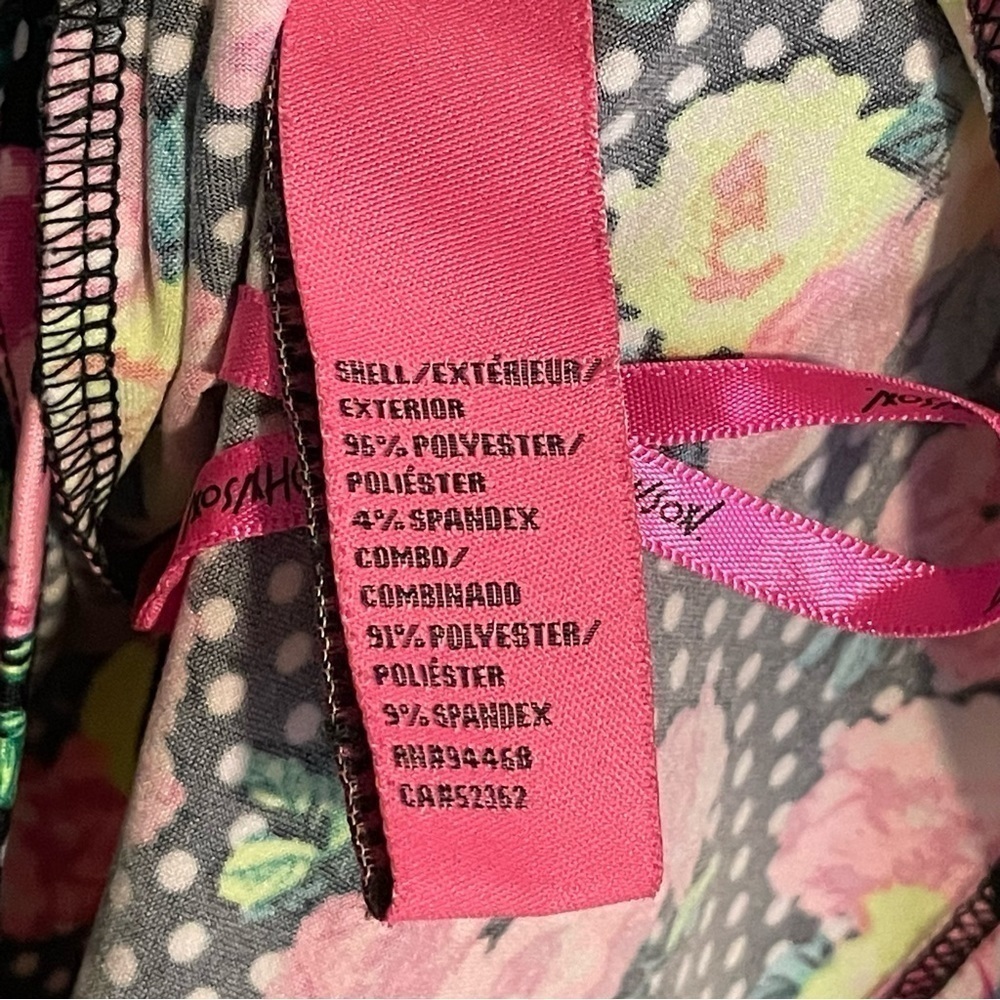 SHELL/EXTÉRIEUR/
EXTERIOR
96% POLYESTER/
POLIÉSTER
4% SPANDEX
COMBO/
COMBINADO
91% POLYESTER/
POLIÉSTER
9% SPANDEX
RN#94468
CA#52362